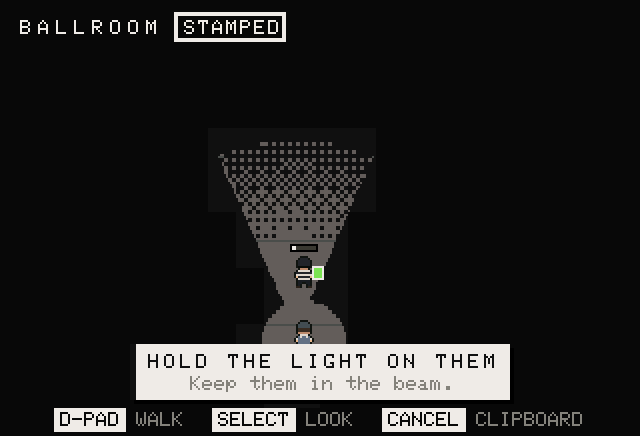 BALLROOM STAMPED
HOLD THE LIGHT ON THEM
Keep them in the beam.
D-PAD WALK SELECT LOOK CANCEL CLIPBOARD